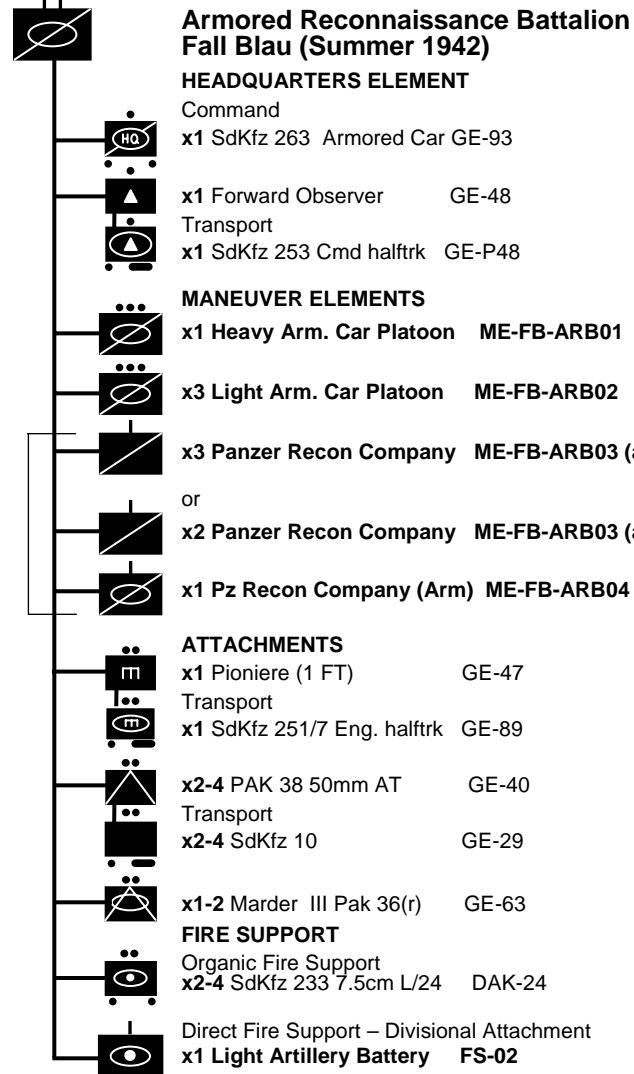 Armored Reconnaissance Battalion
Fall Blau (Summer 1942)
HEADQUARTERS ELEMENT
Command
HQ
x1 SdKfz 263 Armored Car GE-93
x1 Forward Observer GE-48
Transport
x1 SdKfz 253 Cmd halftrk GE-P48
MANEUVER ELEMENTS
x1 Heavy Arm. Car Platoon ME-FB-ARB01
x3 Light Arm. Car Platoon ME-FB-ARB02
x3 Panzer Recon Company ME-FB-ARB03 (a
or
x2 Panzer Recon Company ME-FB-ARB03 (a
x1 Pz Recon Company (Arm) ME-FB-ARB04
ATTACHMENTS
x1 Pioniere (1 FT) GE-47
Transport
x1 SdKfz 251/7 Eng. halftrk GE-89
x2-4 PAK 38 50mm AT GE-40
Transport
x2-4 SdKfz 10 GE-29
x1-2 Marder III Pak 36(r) GE-63
FIRE SUPPORT
Organic Fire Support
x2-4 SdKfz 233 7.5cm L/24 DAK-24
Direct Fire Support – Divisional Attachment
x1 Light Artillery Battery FS-02